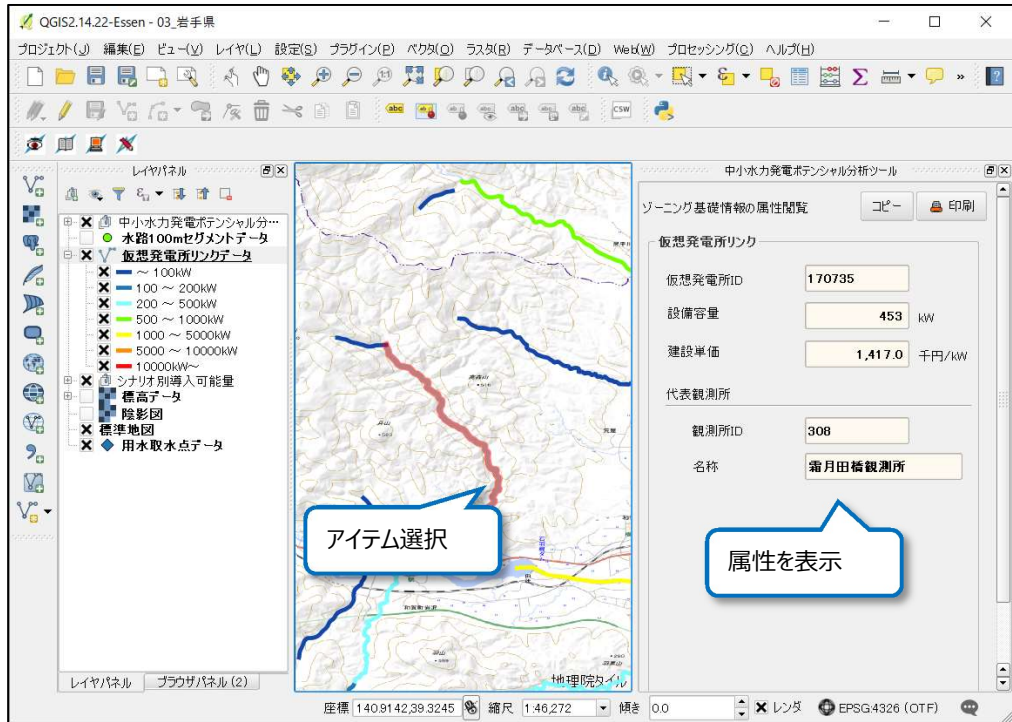 QGIS2.14.22-Essen - 03_岩手県
プロジェクト(J) 編集(E) ビュー(V) レイヤ(L) 設定(S) プラグイン(P) ベクタ(O) ラスタ(R) データベース(D) Web(W) プロセッシング(C) ヘルプ(H)
abc
CSW
レイヤパネル
中小水力発電ポテンシャル分…
水路100mセグメントデータ
仮想発電所リンクデータ
～ 100kW
100 ～ 200kW
200 ～ 500kW
500 ～ 1000kW
1000 ～ 5000kW
5000 ～ 10000kW
10000kW～
シナリオ別導入可能量
標高データ
陰影図
標準地図
用水取水点データ
レイヤパネル ブラウザパネル (2)
アイテム選択
地理院タイル
中小水力発電ポテンシャル分析ツール
ゾーニング基礎情報の属性閲覧 コピー 印刷
仮想発電所リンク
仮想発電所ID 170735
設備容量 453 kW
建設単価 1,417.0 千円/kW
代表観測所
観測所ID 308
名称 霜月田橋観測所
属性を表示
座標 140.9142,39.3245 縮尺 1:46,272 傾き 0.0 レンダ EPSG:4326 (OTF)